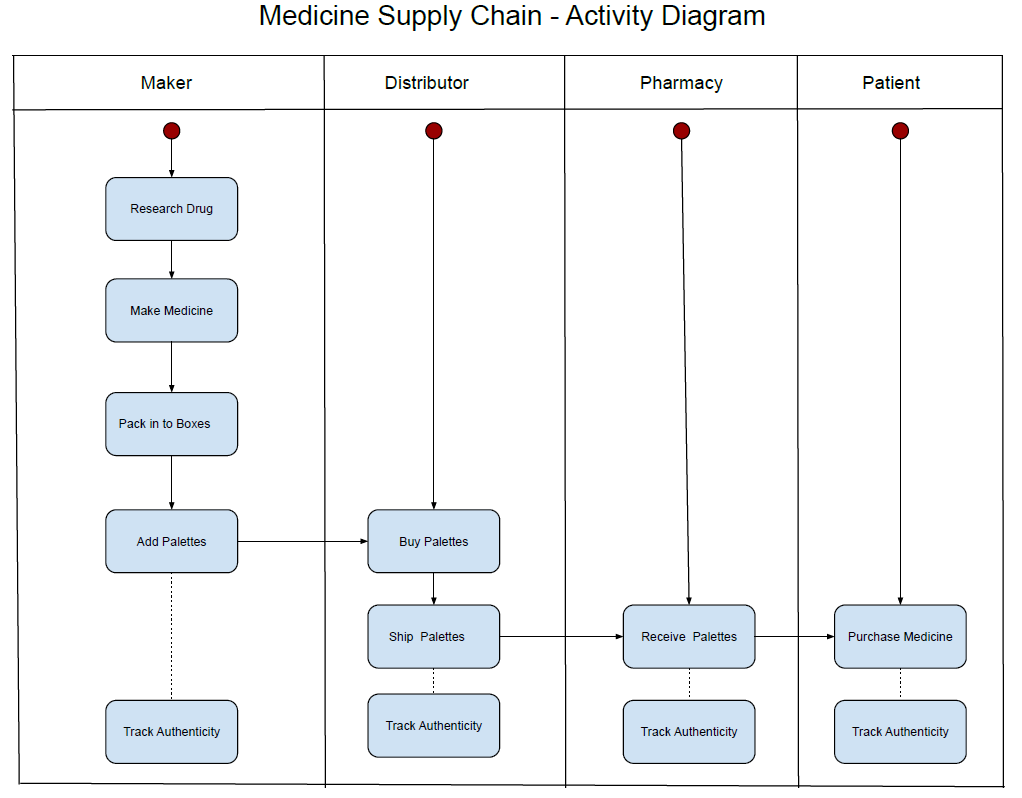 Medicine Supply Chain - Activity Diagram
Maker
Distributor
Pharmacy
Patient
Research Drug
Make Medicine
Pack in to Boxes
Add Palettes
Buy Palettes
Ship Palettes
Receive Palettes
Purchase Medicine
Track Authenticity
Track Authenticity
Track Authenticity
Track Authenticity